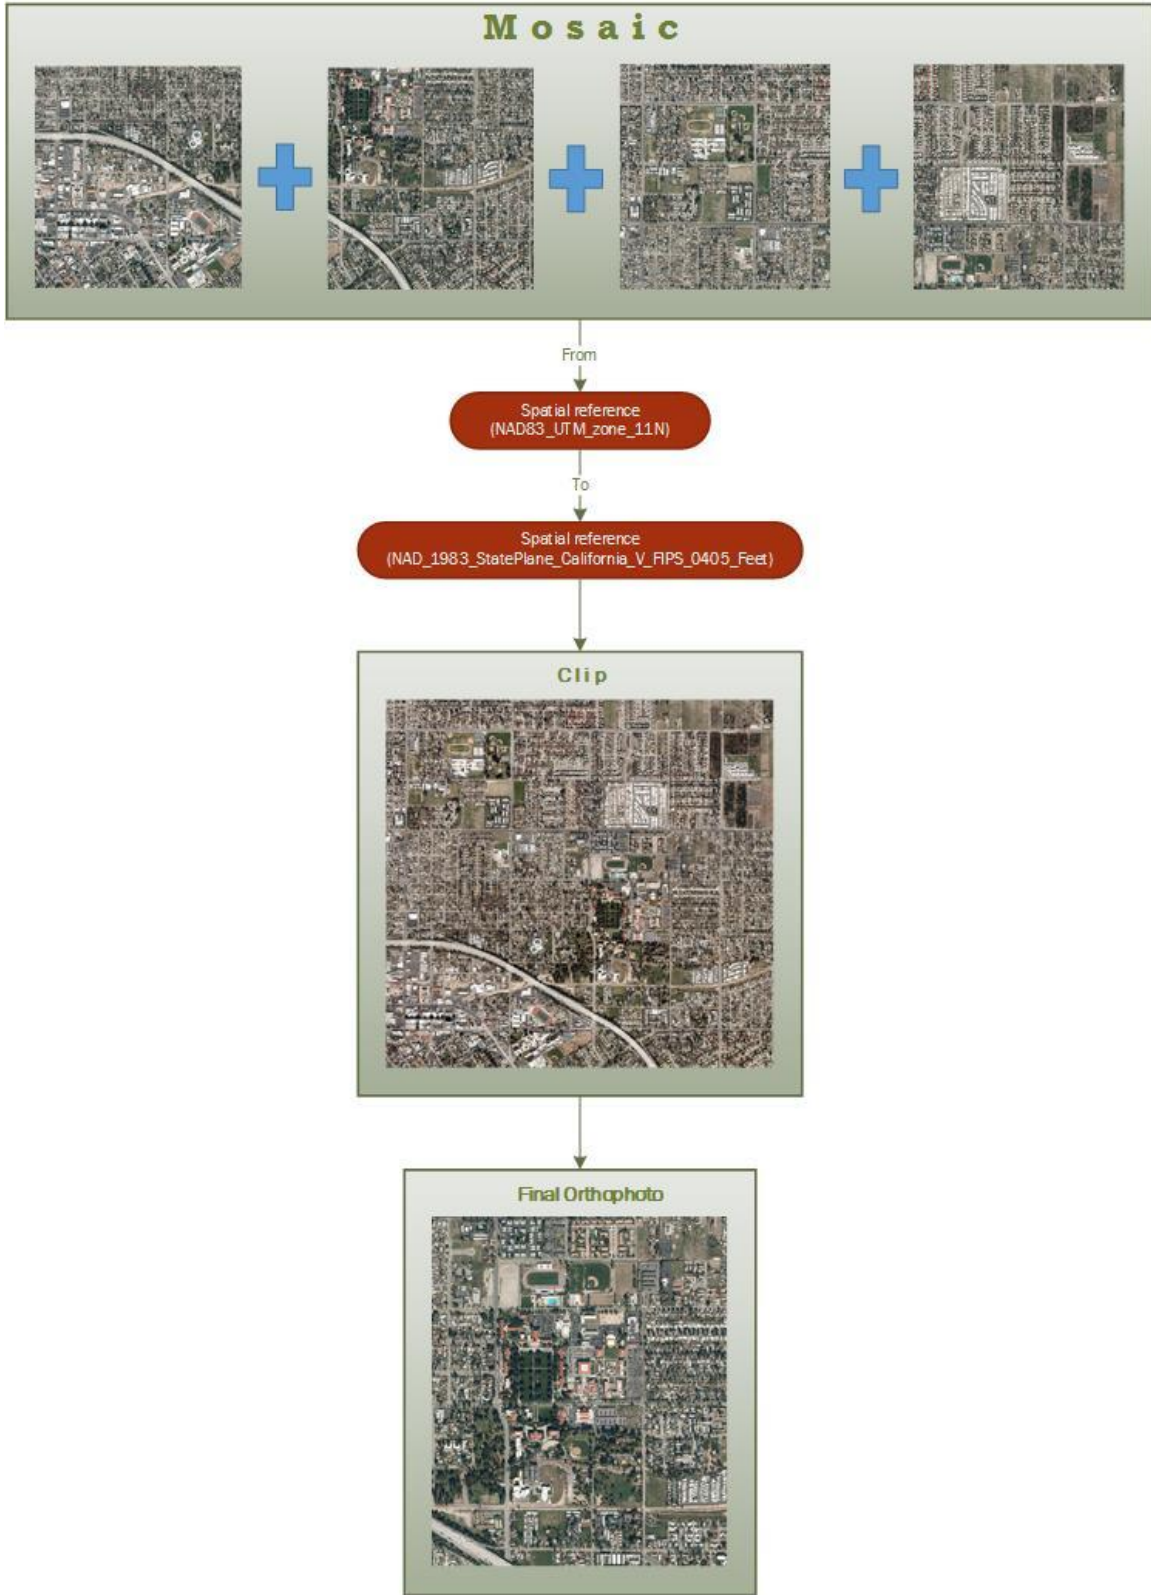 Mosaic
From
Spatial reference
(NAD83_UTM_zone_11N)
To
Spatial reference
(NAD_1983_StatePlane_California_V_FIPS_0405_Feet)
Clip
Final Orthophoto